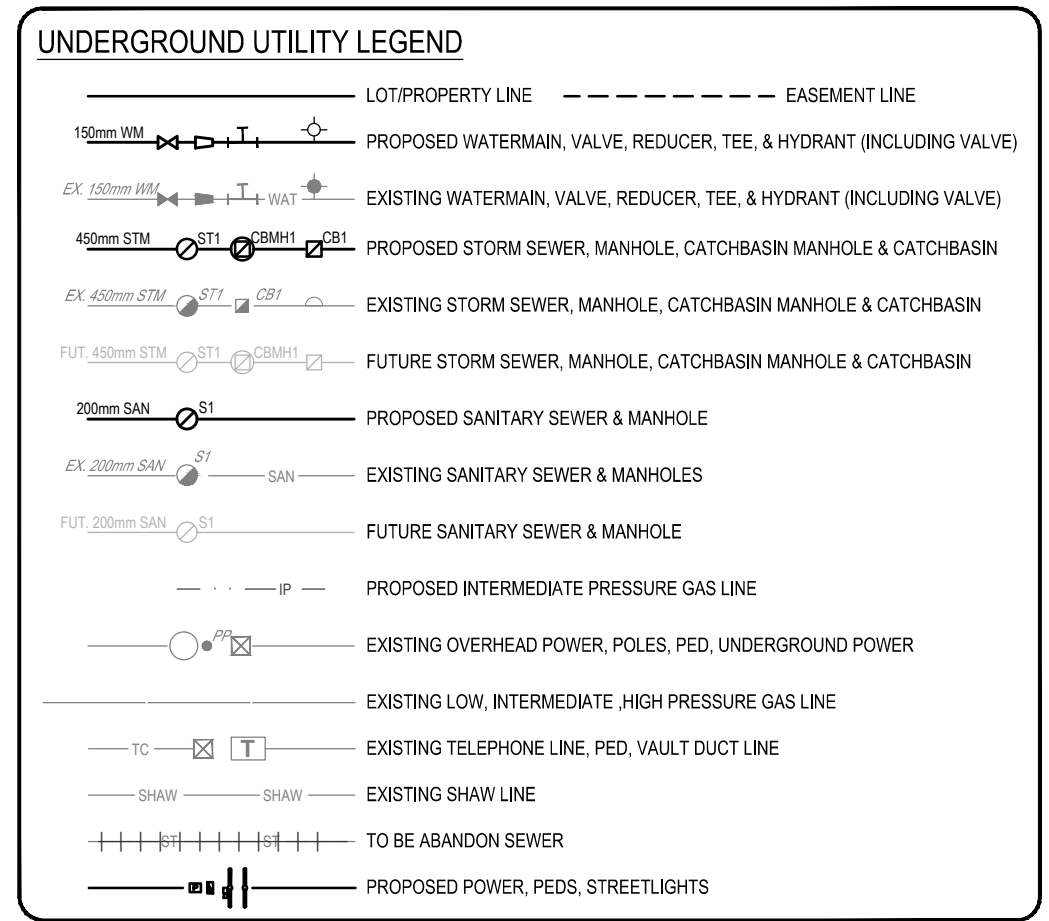 UNDERGROUND UTILITY LEGEND
LOT/PROPERTY LINE EASEMENT LINE
150mm WM PROPOSED WATERMAIN, VALVE, REDUCER, TEE, & HYDRANT (INCLUDING VALVE)
EX. 150mm WM WAT EXISTING WATERMAIN, VALVE, REDUCER, TEE, & HYDRANT (INCLUDING VALVE)
450mm STM ST1 CBMH1 CB1 PROPOSED STORM SEWER, MANHOLE, CATCHBASIN MANHOLE & CATCHBASIN
EX. 450mm STM ST1 CB1 EXISTING STORM SEWER, MANHOLE, CATCHBASIN MANHOLE & CATCHBASIN
FUT. 450mm STM ST1 CBMH1 FUTURE STORM SEWER, MANHOLE, CATCHBASIN MANHOLE & CATCHBASIN
200mm SAN S1 PROPOSED SANITARY SEWER & MANHOLE
EX. 200mm SAN S1 SAN EXISTING SANITARY SEWER & MANHOLES
FUT. 200mm SAN S1 FUTURE SANITARY SEWER & MANHOLE
IP PROPOSED INTERMEDIATE PRESSURE GAS LINE
PP EXISTING OVERHEAD POWER, POLES, PED, UNDERGROUND POWER
EXISTING LOW, INTERMEDIATE ,HIGH PRESSURE GAS LINE
TC T EXISTING TELEPHONE LINE, PED, VAULT DUCT LINE
SHAW SHAW EXISTING SHAW LINE
ST ST TO BE ABANDON SEWER
PROPOSED POWER, PEDS, STREETLIGHTS